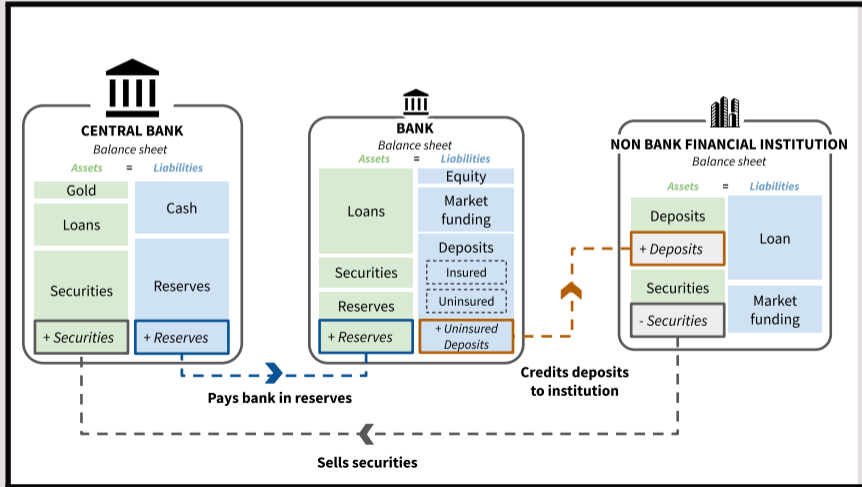 CENTRAL BANK
Balance sheet
Assets = Liabilities
Gold
Loans
Securities
+ Securities
Cash
Reserves
+ Reserves
BANK
Balance sheet
Assets = Liabilities
Loans
Securities
Reserves
+ Reserves
Equity
Market
funding
Deposits
Insured
Uninsured
+ Uninsured
Deposits
NON BANK FINANCIAL INSTITUTION
Balance sheet
Assets = Liabilities
Deposits
+ Deposits
Securities
- Securities
Loan
Market
funding
Pays bank in reserves
Credits deposits
to institution
Sells securities